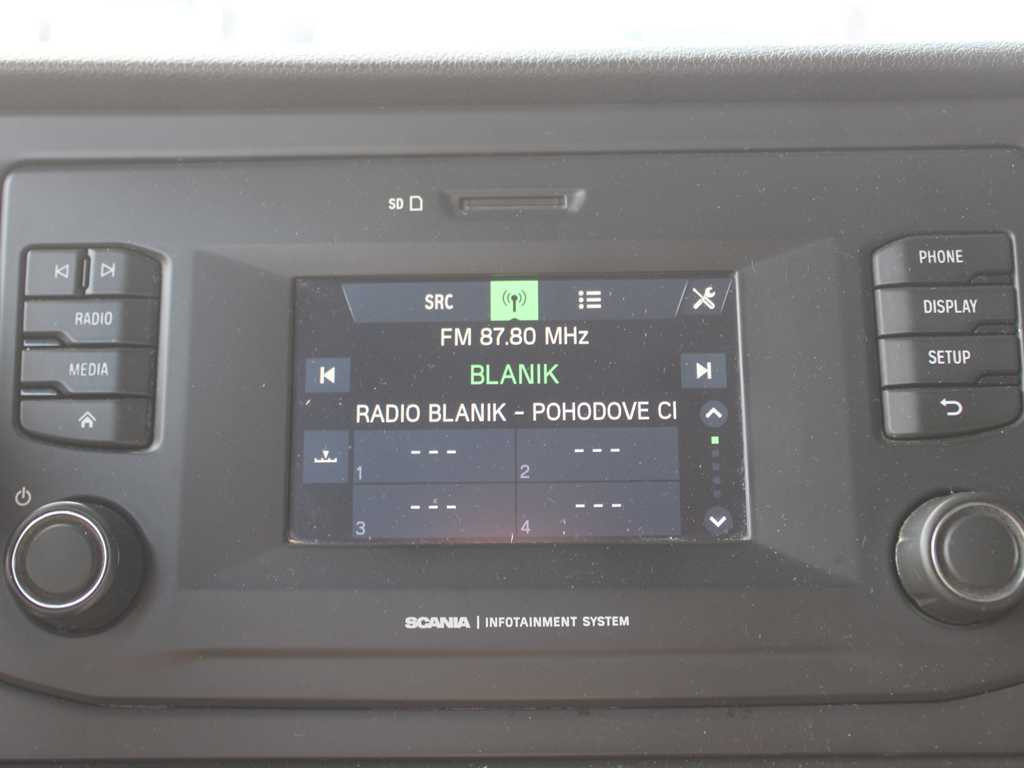 SD
PHONE
RADIO
DISPLAY
MEDIA
SETUP
SRC
FM 87.80 MHz
BLANIK
RADIO BLANIK - POHODOVE CI
1 --- 2 ---
3 --- 4 ---
SCANIA | INFOTAINMENT SYSTEM